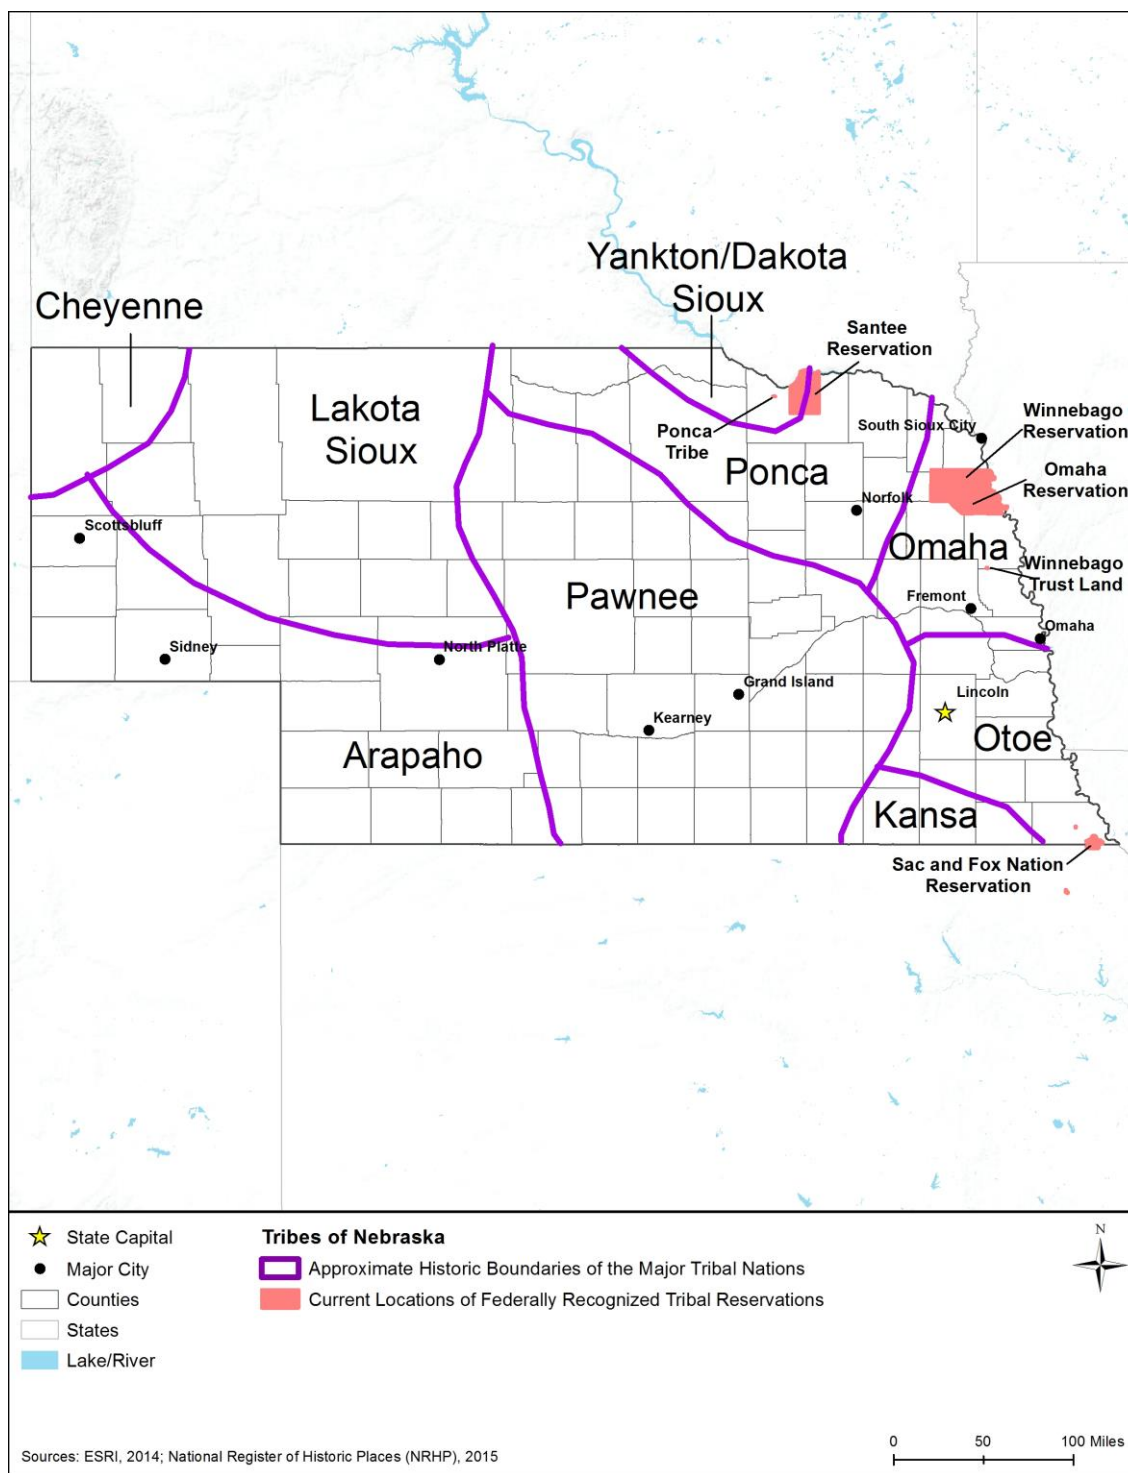 Yankton/Dakota
Sioux
Cheyenne
Santee
Reservation
Lakota
Sioux
Ponca
Tribe
Ponca
South Sioux City
Winnebago
Reservation
Omaha
Reservation
Norfolk
Scottsbluff
Omaha
Winnebago
Trust Land
Pawnee
Fremont
Omaha
Sidney
North Platte
Grand Island
Lincoln
Kearney
Otoe
Arapaho
Kansa
Sac and Fox Nation
Reservation
State Capital
Major City
Counties
States
Lake/River
Tribes of Nebraska
Approximate Historic Boundaries of the Major Tribal Nations
Current Locations of Federally Recognized Tribal Reservations
N
Sources: ESRI, 2014; National Register of Historic Places (NRHP), 2015
0 50 100 Miles